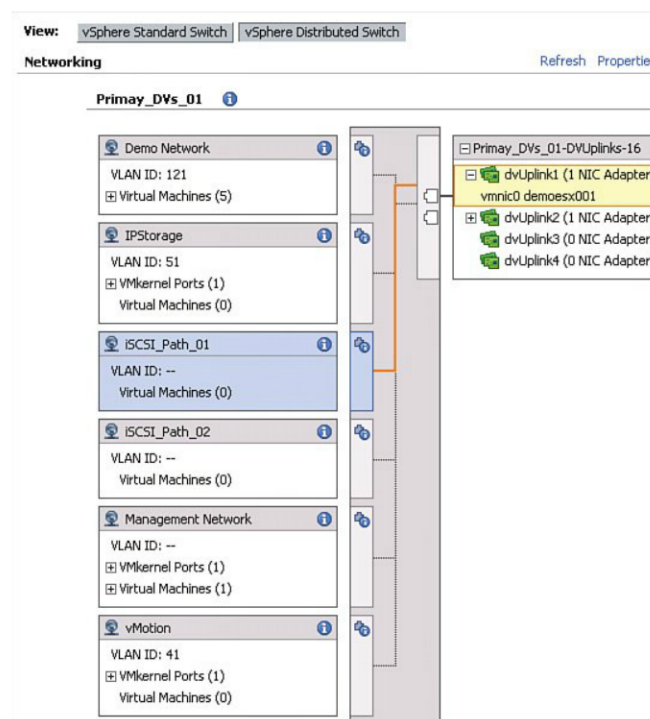 View: vSphere Standard Switch vSphere Distributed Switch
Networking Refresh Propertie
Primay_DVs_01
Demo Network
VLAN ID: 121
Virtual Machines (5)
IPStorage
VLAN ID: 51
VMkernel Ports (1)
Virtual Machines (0)
iSCSI_Path_01
VLAN ID: --
Virtual Machines (0)
iSCSI_Path_02
VLAN ID: --
Virtual Machines (0)
Management Network
VLAN ID: --
VMkernel Ports (1)
Virtual Machines (1)
vMotion
VLAN ID: 41
VMkernel Ports (1)
Virtual Machines (0)
Primay_DVs_01-DVUplinks-16
dvUplink1 (1 NIC Adapter
vmnic0 demoesx001
dvUplink2 (1 NIC Adapter
dvUplink3 (0 NIC Adapter
dvUplink4 (0 NIC Adapter